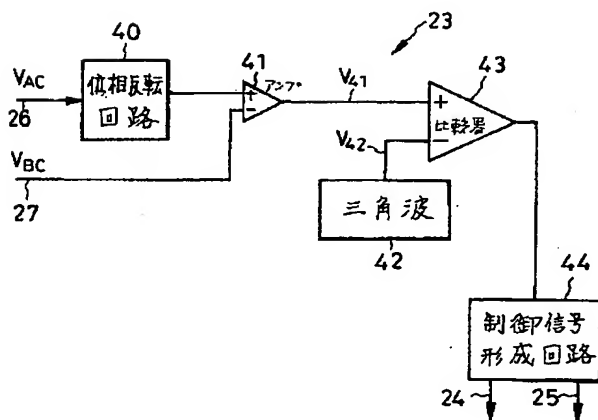 40
23
VAC
26
位相反転
回路
41
アンプ
+
-
V41
43
+
比較器
-
V42
VBC
27
三角波
42
44
制御信号
形成回路
24
25